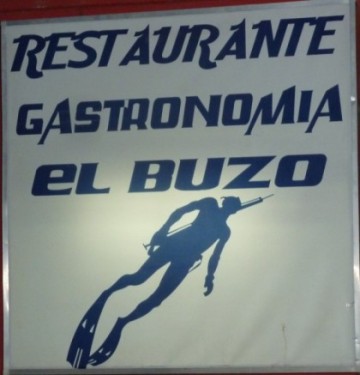 RESTAURANTE
GASTRONOMIA
eL BUZO